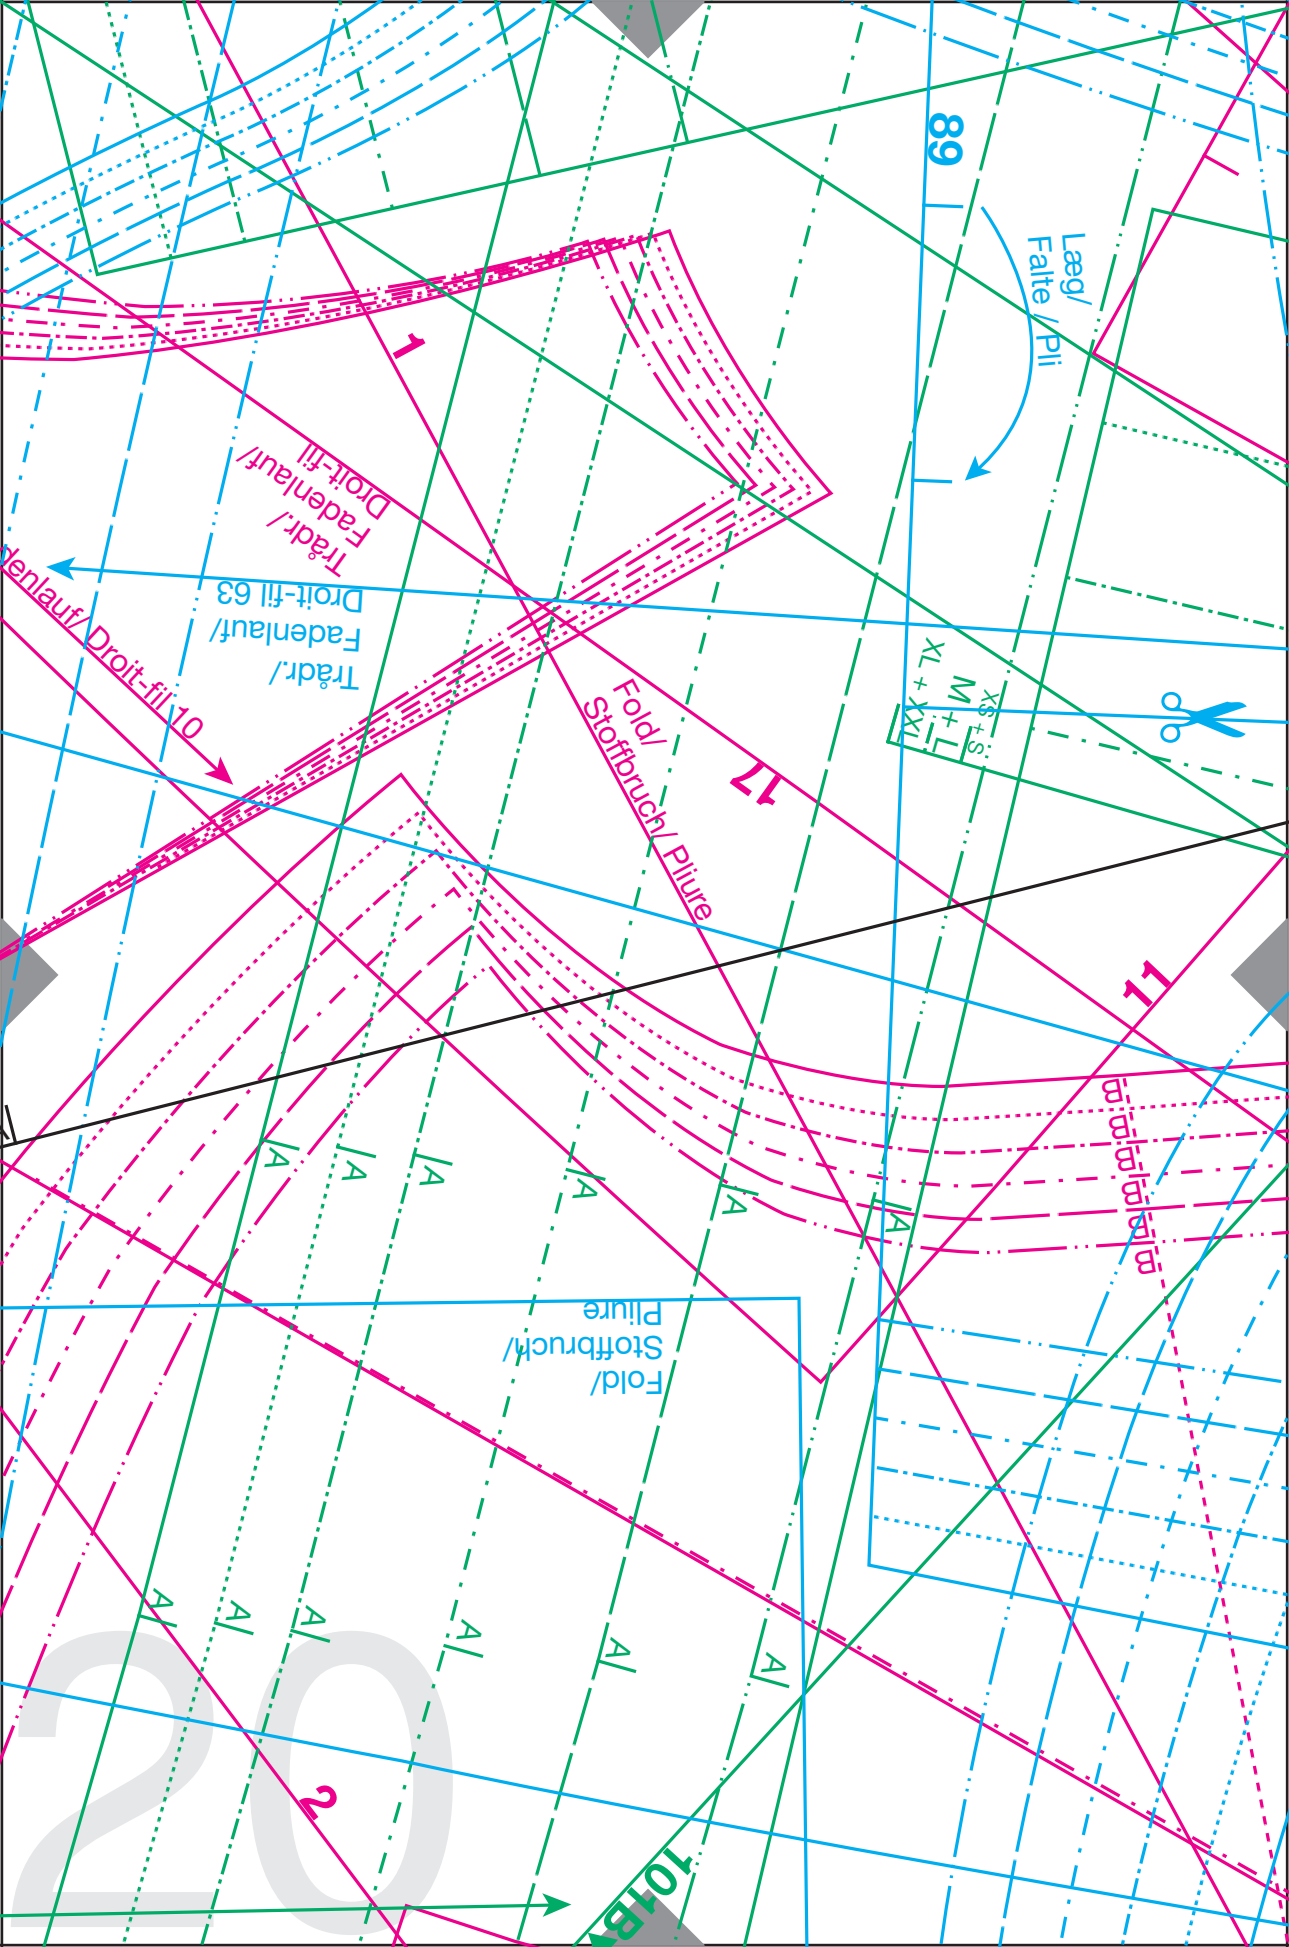 89
Læg/
Falte / Pli
1
Trådr./
Fadenlauf/
Droit-fil
denlauf/ Droit-fil 10
Trådr./
Fadenlauf/
Droit-fil 63
XL + XXL
M + L
XS + S
Fold/
Stoffbruch/ Pliure
17
11
B
B
B
B
B
B
A
A
A
A
A
A
Fold/
Stoffbruch/
Pliure
A
A
A
A
A
A
20
2
101B